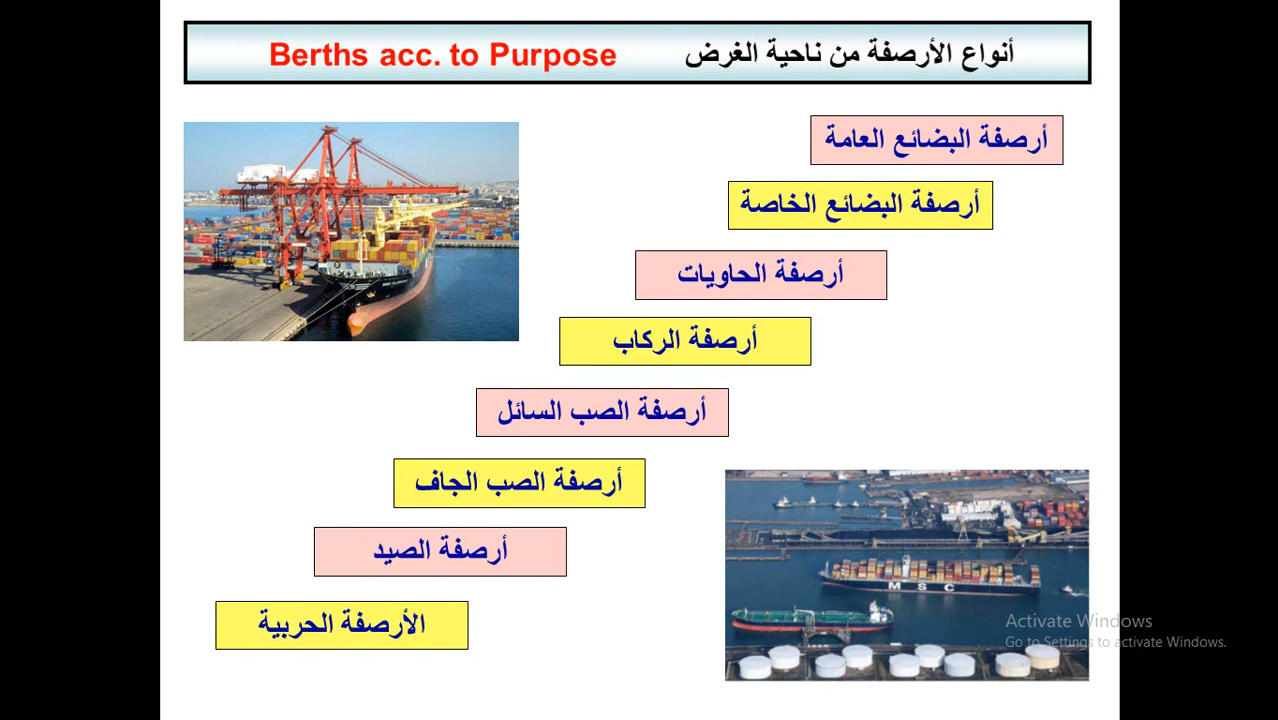 أنواع الأرصفة من ناحية الغرض Berths acc. to Purpose
أرصفة البضائع العامة
أرصفة البضائع الخاصة
أرصفة الحاويات
أرصفة الركاب
أرصفة الصب السائل
أرصفة الصب الجاف
أرصفة الصيد
الأرصفة الحربية
MSC
Activate Windows
Go to Settings to activate Windows.